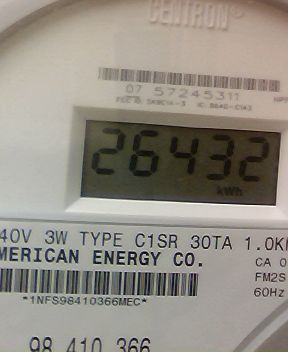 CENTRON®
07 57245311
26432
kWh
40V 3W TYPE C1SR 30TA 1.0K
MERICAN ENERGY CO.
CA 0
FM2S
60Hz
*1NFS98410366MEC*
98 410 366